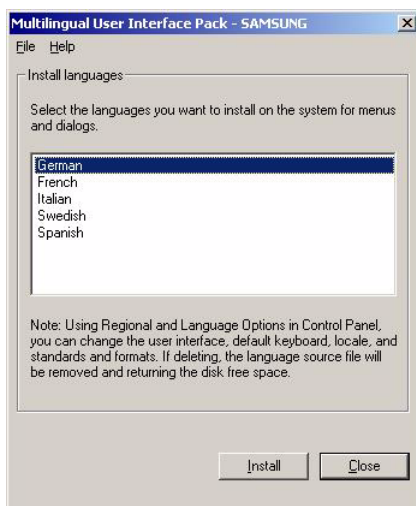 Multilingual User Interface Pack - SAMSUNG
File Help
Install languages
Select the languages you want to install on the system for menus
and dialogs.
German
French
Italian
Swedish
Spanish
Note: Using Regional and Language Options in Control Panel,
you can change the user interface, default keyboard, locale, and
standards and formats. If deleting, the language source file will
be removed and returning the disk free space.
Install Close